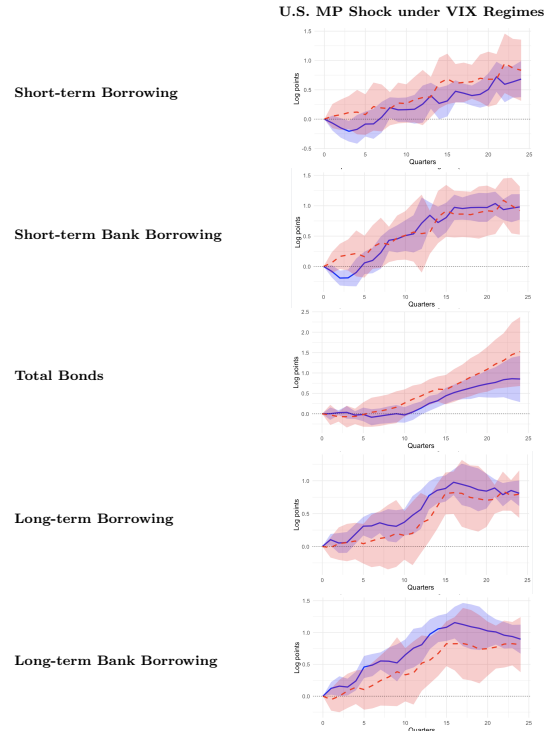 U.S. MP Shock under VIX Regimes
Short-term Borrowing
Log points
1.5
1.0
0.5
0.0
-0.5
0 5 10 15 20 25
Quarters
Short-term Bank Borrowing
Log points
1.5
1.0
0.5
0.0
0 5 10 15 20 25
Quarters
Total Bonds
Log points
2.5
2.0
1.5
1.0
0.5
0.0
0 5 10 15 20 25
Quarters
Long-term Borrowing
Log points
1.0
0.5
0.0
0 5 10 15 20 25
Quarters
Long-term Bank Borrowing
Log points
1.5
1.0
0.5
0.0
0 5 10 15 20 25
Quarters